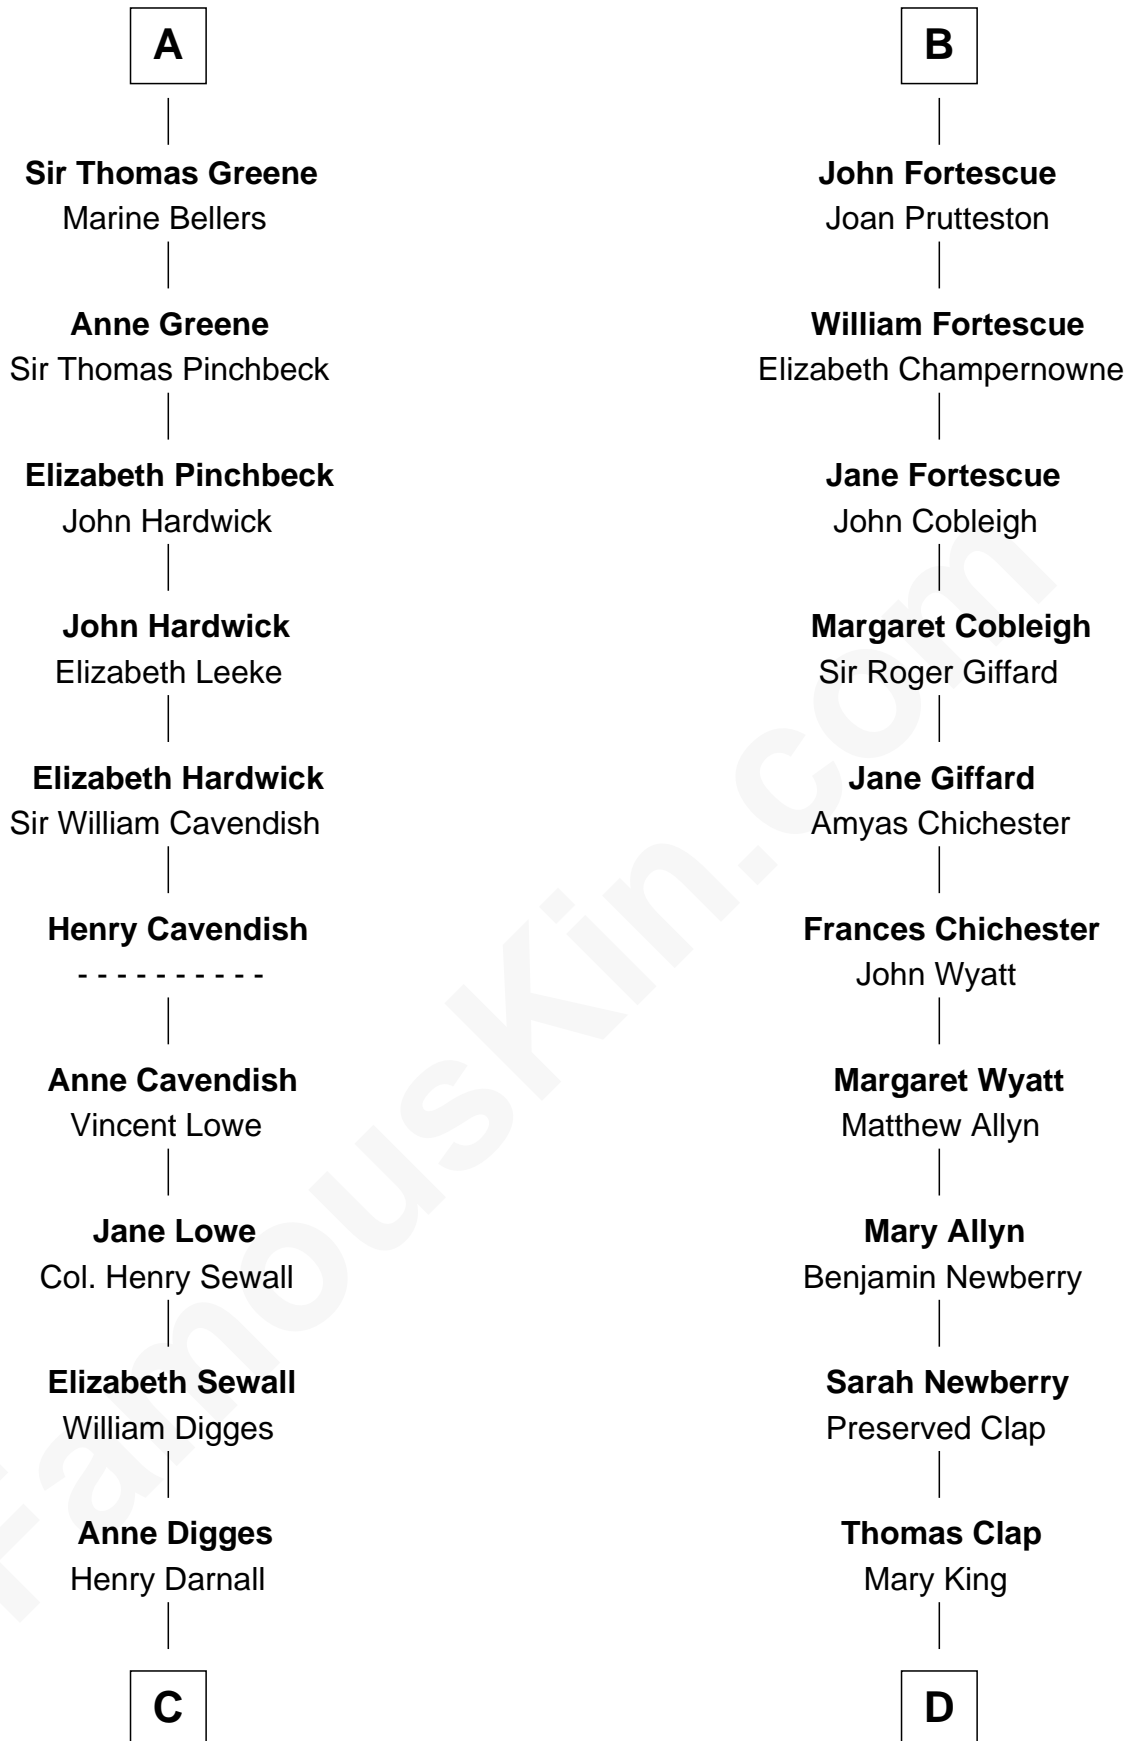 A
Sir Thomas Greene
Marine Bellers
Anne Greene
Sir Thomas Pinchbeck
Elizabeth Pinchbeck
John Hardwick
John Hardwick
Elizabeth Leeke
Elizabeth Hardwick
Sir William Cavendish
Henry Cavendish
- - - - - - - - - -
Anne Cavendish
Vincent Lowe
Jane Lowe
Col. Henry Sewall
Elizabeth Sewall
William Digges
Anne Digges
Henry Darnall
C
B
John Fortescue
Joan Prutteston
William Fortescue
Elizabeth Champernowne
Jane Fortescue
John Cobleigh
Margaret Cobleigh
Sir Roger Giffard
Jane Giffard
Amyas Chichester
Frances Chichester
John Wyatt
Margaret Wyatt
Matthew Allyn
Mary Allyn
Benjamin Newberry
Sarah Newberry
Preserved Clap
Thomas Clap
Mary King
D
FamousKin.com